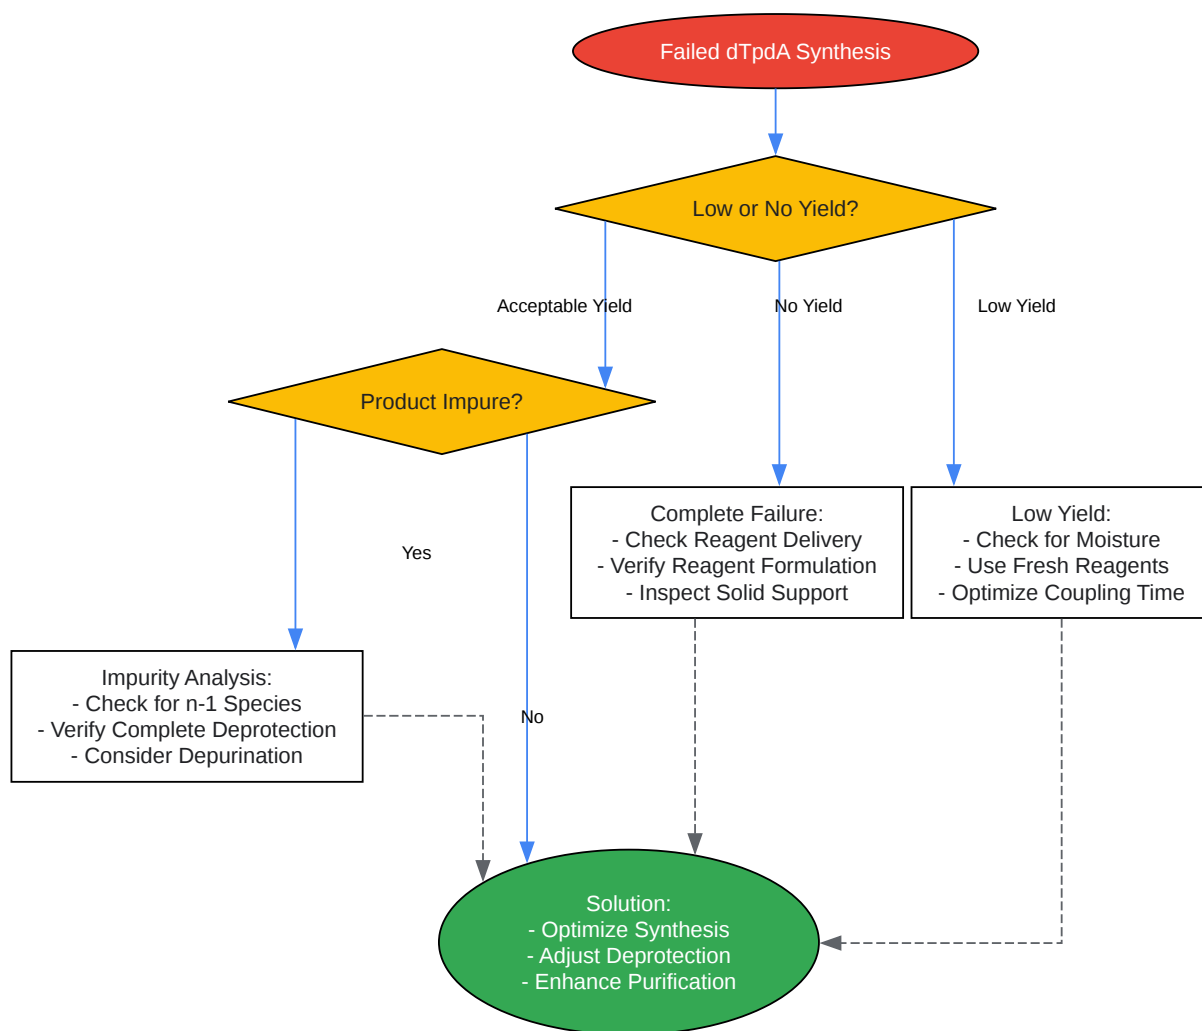 Failed dTpdA Synthesis
Low or No Yield?
Acceptable Yield
No Yield
Low Yield
Product Impure?
Complete Failure:
- Check Reagent Delivery
- Verify Reagent Formulation
- Inspect Solid Support
Low Yield:
- Check for Moisture
- Use Fresh Reagents
- Optimize Coupling Time
Yes
Impurity Analysis:
- Check for n-1 Species
- Verify Complete Deprotection
- Consider Depurination
No
Solution:
- Optimize Synthesis
- Adjust Deprotection
- Enhance Purification